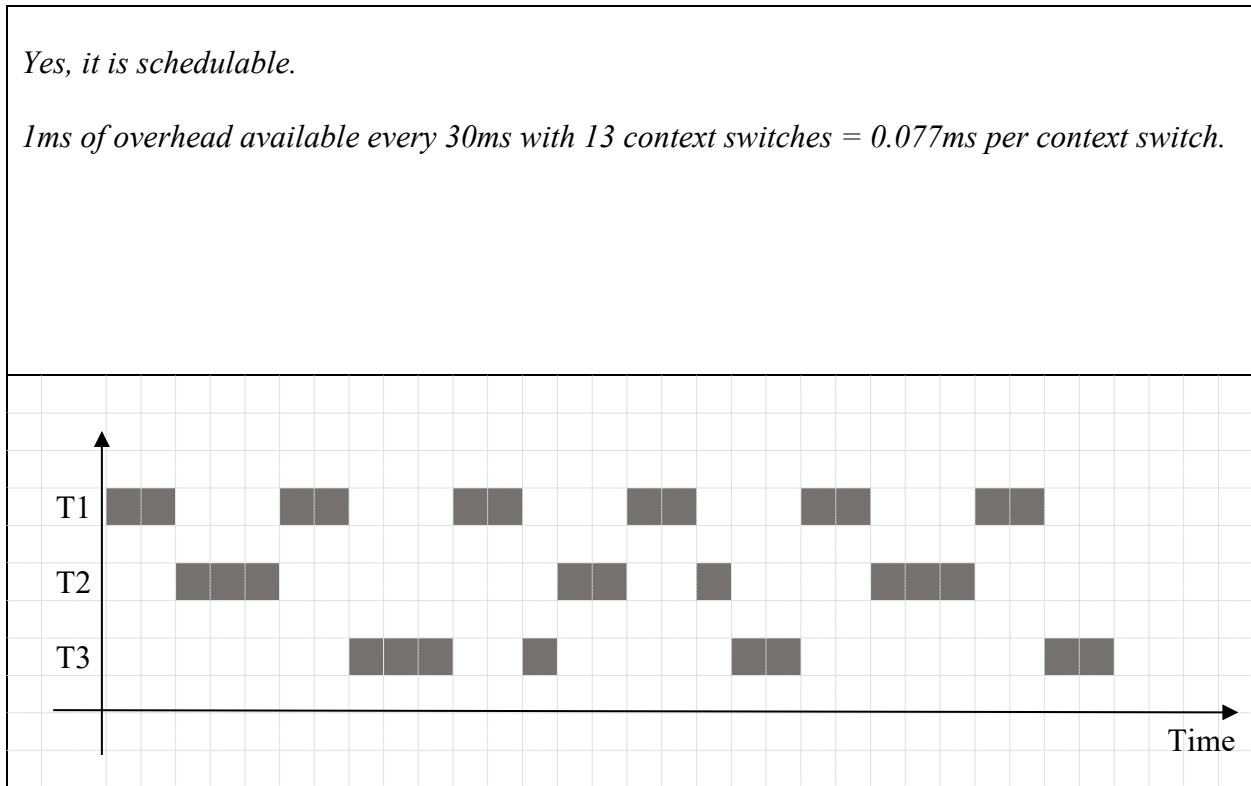 Yes, it is schedulable.
1ms of overhead available every 30ms with 13 context switches = 0.077ms per context switch.
T1
T2
T3
Time